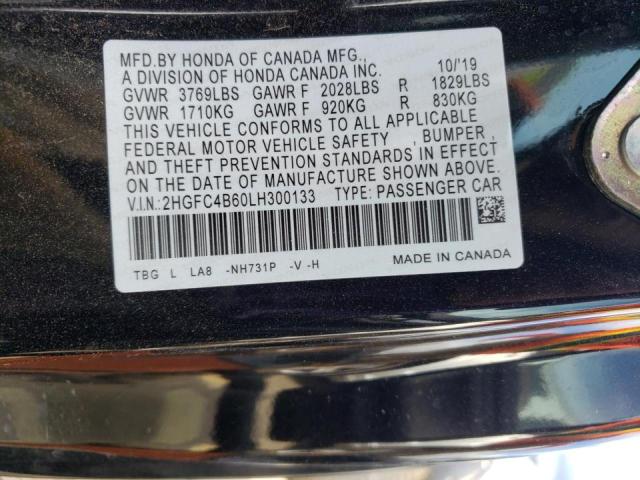 MFD.BY HONDA OF CANADA MFG., 10/'19
A DIVISION OF HONDA CANADA INC.
GVWR 3769LBS GAWR F 2028LBS R 1829LBS
GVWR 1710KG GAWR F 920KG R 830KG
THIS VEHICLE CONFORMS TO ALL APPLICABLE
FEDERAL MOTOR VEHICLE SAFETY , BUMPER ,
AND THEFT PREVENTION STANDARDS IN EFFECT
ON THE DATE OF MANUFACTURE SHOWN ABOVE.
V.I.N.:2HGFC4B60LH300133 TYPE: PASSENGER CAR
TBG L LA8 -NH731P -V -H MADE IN CANADA